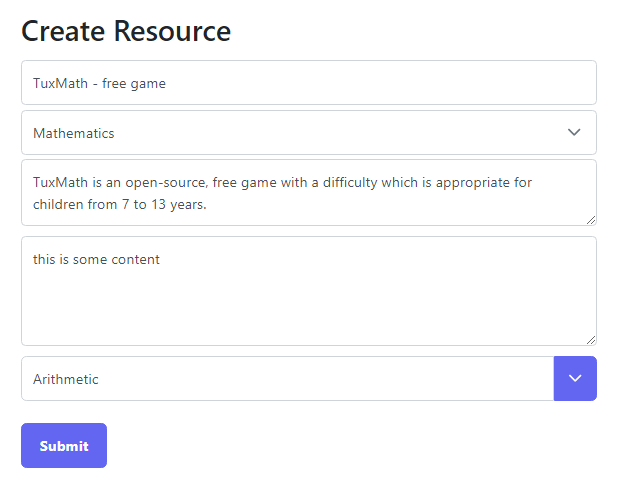 Create Resource
TuxMath - free game
Mathematics
TuxMath is an open-source, free game with a difficulty which is appropriate for
children from 7 to 13 years.
this is some content
Arithmetic
Submit